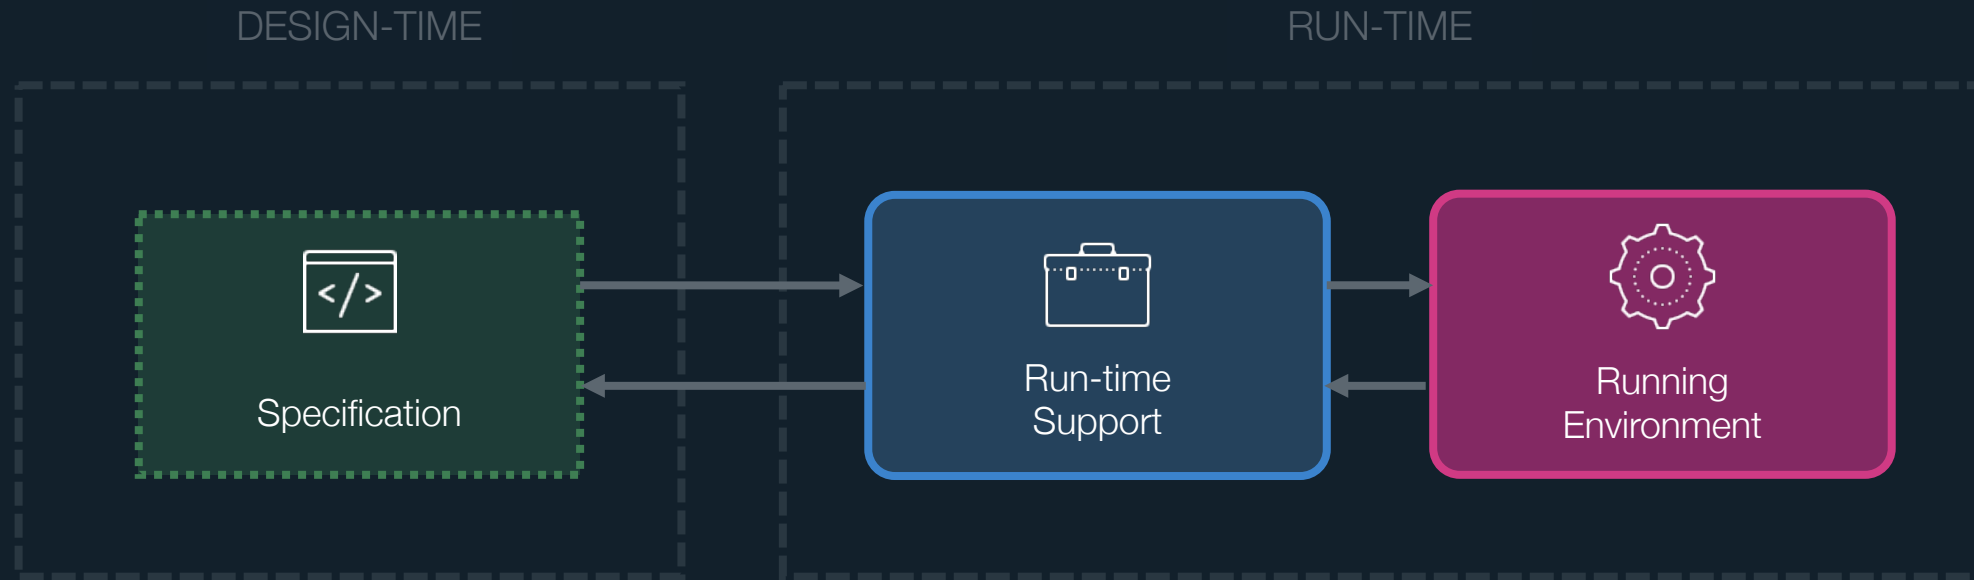 DESIGN-TIME
RUN-TIME
</>
Specification
Run-time
Support
Running
Environment